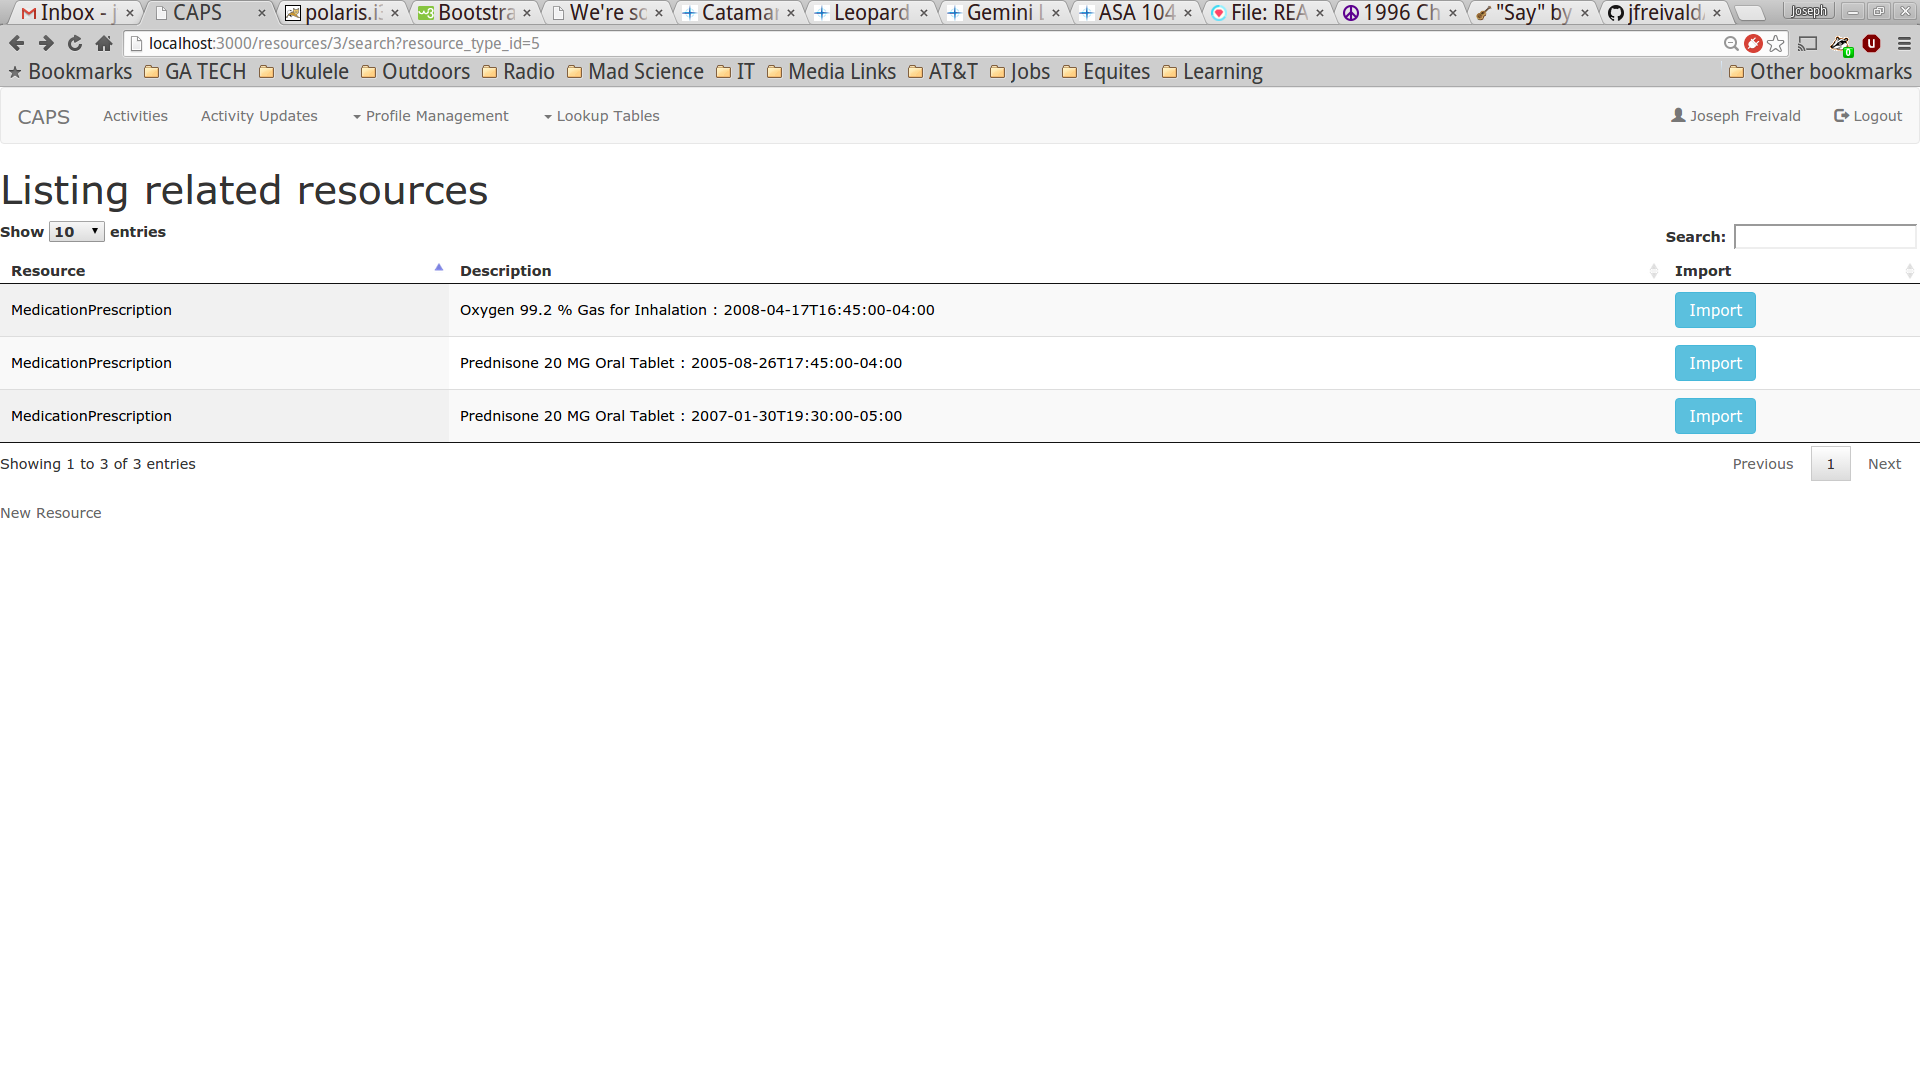 Inbox - j CAPS polaris.i Bootstra We're so Catamar Leopard Gemini L ASA 104 File: REA 1996 Ch "Say" by jfreivald Joseph
localhost:3000/resources/3/search?resource_type_id=5
Bookmarks GA TECH Ukulele Outdoors Radio Mad Science IT Media Links AT&T Jobs Equites Learning Other bookmarks
CAPS Activities Activity Updates Profile Management Lookup Tables Joseph Freivald Logout
Listing related resources
Show 10 entries Search:
Resource Description Import
MedicationPrescription Oxygen 99.2 % Gas for Inhalation : 2008-04-17T16:45:00-04:00 Import
MedicationPrescription Prednisone 20 MG Oral Tablet : 2005-08-26T17:45:00-04:00 Import
MedicationPrescription Prednisone 20 MG Oral Tablet : 2007-01-30T19:30:00-05:00 Import
Showing 1 to 3 of 3 entries Previous 1 Next
New Resource